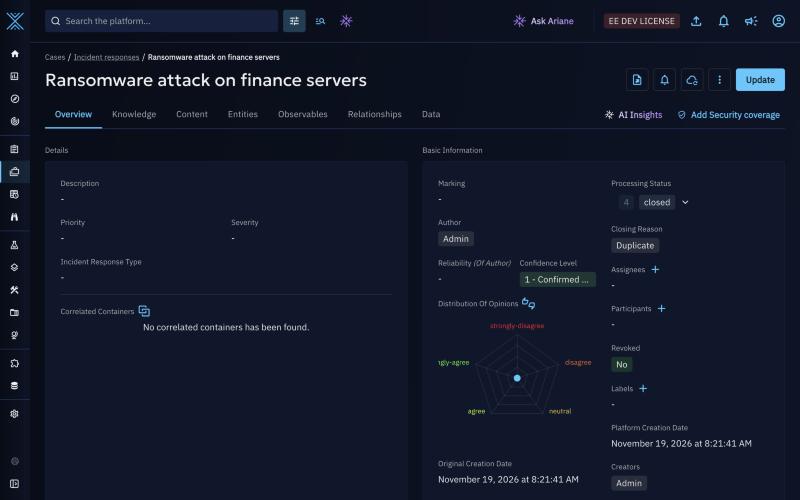 Search the platform...
Ask Ariane
EE DEV LICENSE
Cases / Incident responses / Ransomware attack on finance servers
Ransomware attack on finance servers
Update
Overview
Knowledge
Content
Entities
Observables
Relationships
Data
AI Insights
Add Security coverage
Details
Description
-
Priority
-
Severity
-
Incident Response Type
-
Correlated Containers
No correlated containers has been found.
Basic Information
Marking
-
Author
Admin
Reliability (Of Author)
-
Confidence Level
1 - Confirmed ...
Distribution Of Opinions
strongly-disagree
ngly-agree
disagree
agree
neutral
Original Creation Date
November 19, 2026 at 8:21:41 AM
Processing Status
4 closed
Closing Reason
Duplicate
Assignees
-
Participants
-
Revoked
No
Labels
-
Platform Creation Date
November 19, 2026 at 8:21:41 AM
Creators
Admin